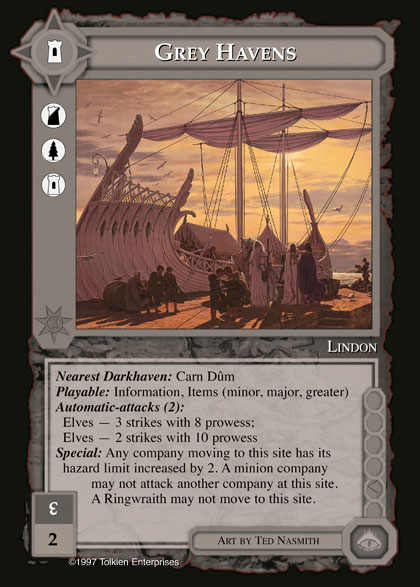 GREY HAVENS
LINDON
Nearest Darkhaven: Carn Dûm
Playable: Information, Items (minor, major, greater)
Automatic-attacks (2):
Elves — 3 strikes with 8 prowess;
Elves — 2 strikes with 10 prowess
Special: Any company moving to this site has its
hazard limit increased by 2. A minion company
may not attack another company at this site.
A Ringwraith may not move to this site.
ε
2
ART BY TED NASMITH
©1997 Tolkien Enterprises